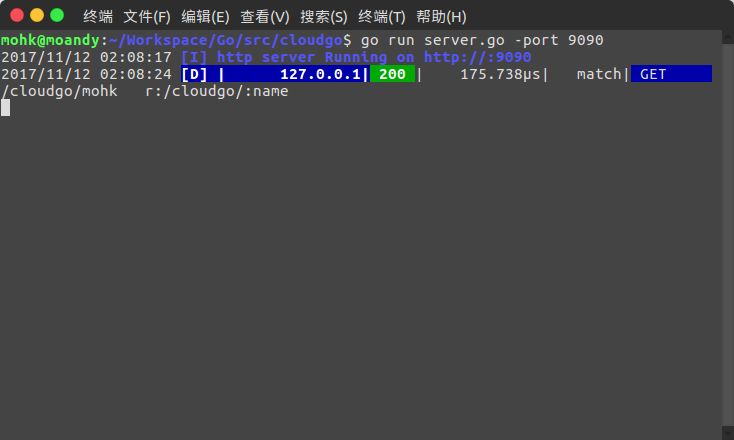 终端 文件(F) 编辑(E) 查看(V) 搜索(S) 终端(T) 帮助(H)
mohk@moandy:~/Workspace/Go/src/cloudgo$ go run server.go -port 9090
2017/11/12 02:08:17 [I] http server Running on http://:9090
2017/11/12 02:08:24 [D] |      127.0.0.1| 200 |    175.738µs|   match| GET
/cloudgo/mohk   r:/cloudgo/:name